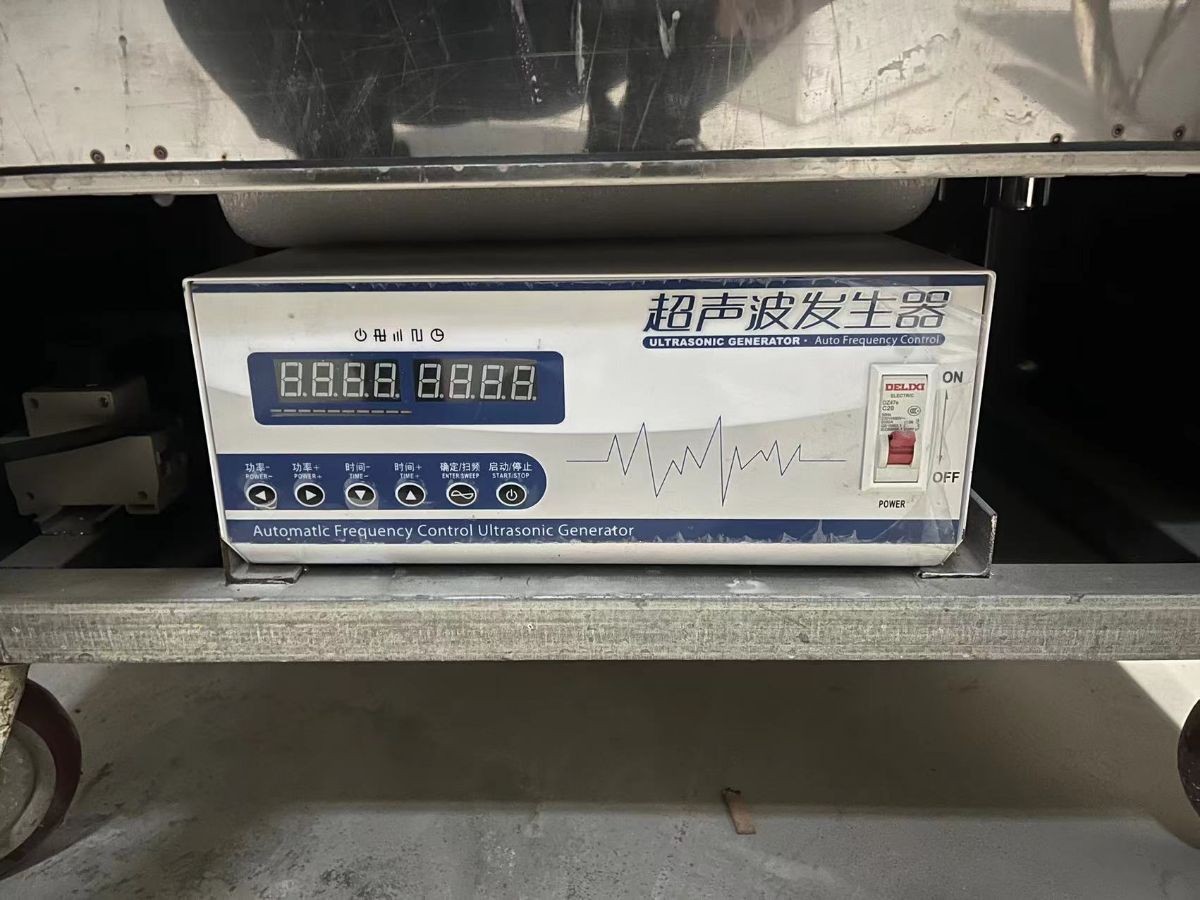 超声波发生器
ULTRASONIC GENERATOR · Auto Frequency Control
DELIXI
ELECTRIC
DZ47s
C20
ON
OFF
POWER
功率- 功率+ 时间- 时间+ 确定/扫频 启动/停止
POWER- POWER+ TIME- TIME+ ENTER/SWEEP START/STOP
Automatic Frequency Control Ultrasonic Generator